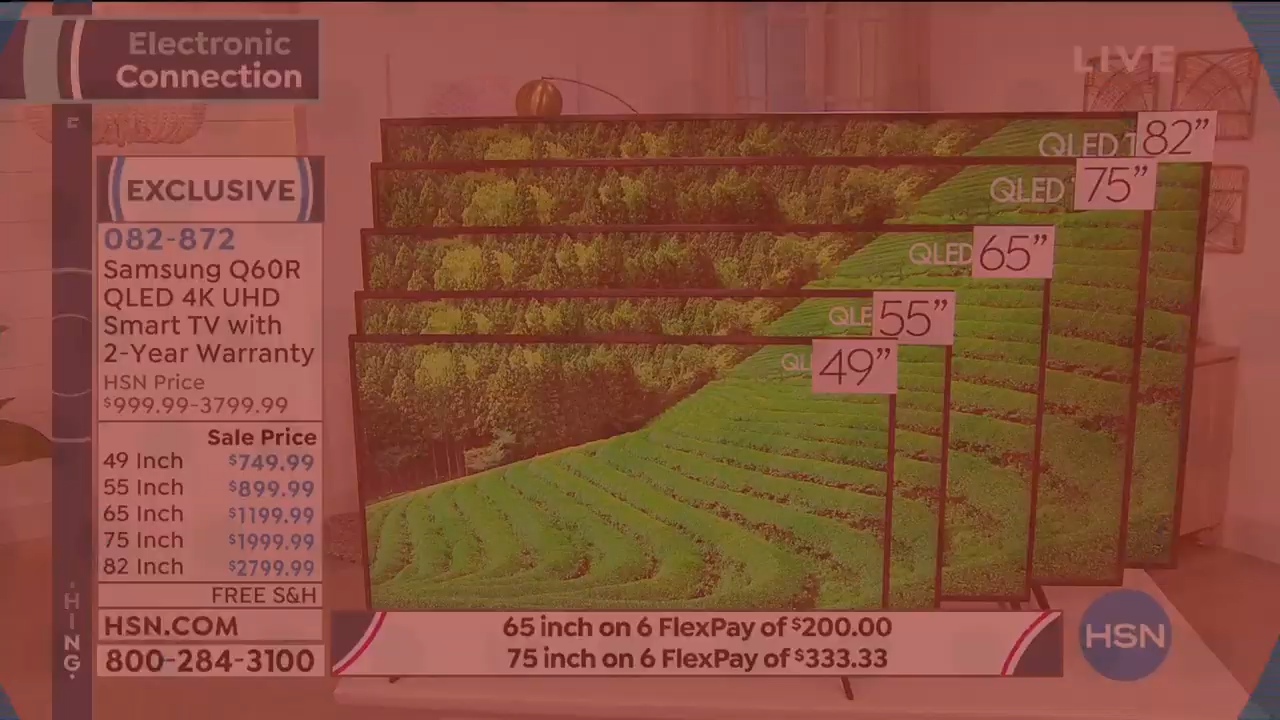 Electronic
Connection
LIVE
EXCLUSIVE
082-872
Samsung Q60R
QLED 4K UHD
Smart TV with
2-Year Warranty
HSN Price
$999.99-3799.99
Sale Price
49 Inch $749.99
55 Inch $899.99
65 Inch $1199.99
75 Inch $1999.99
82 Inch $2799.99
FREE S&H
HSN.COM
800-284-3100
QLED T 82”
QLED 75”
QLED 65”
QLE 55”
QL 49”
65 inch on 6 FlexPay of $200.00
75 inch on 6 FlexPay of $333.33
HSN